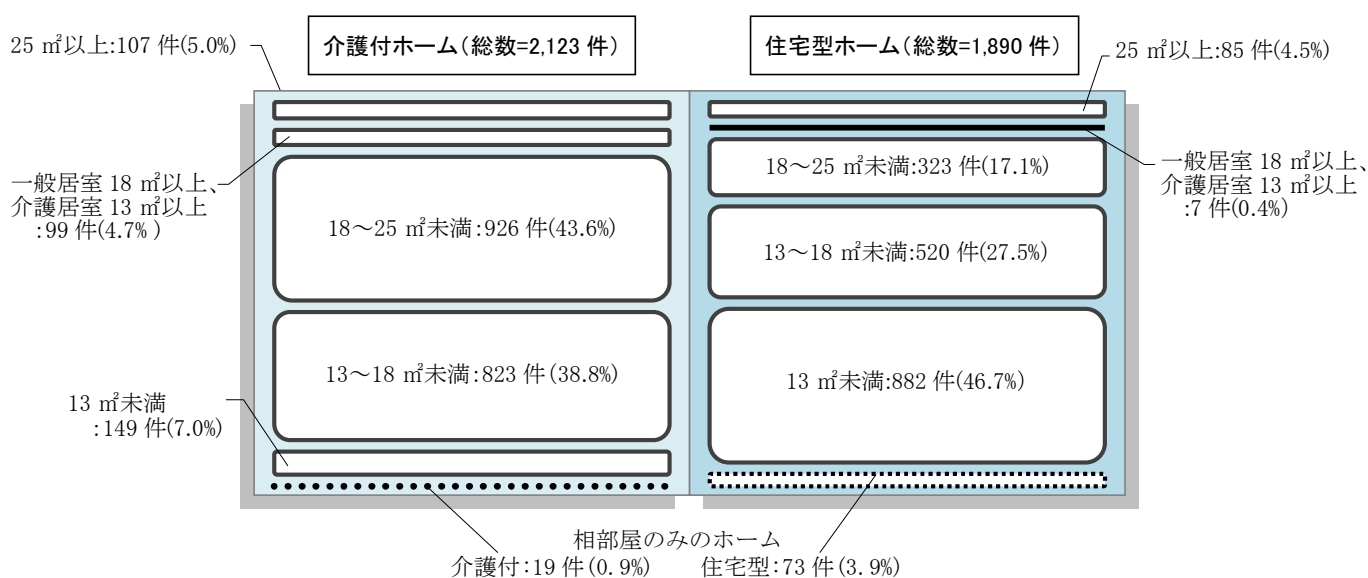 25 ㎡以上:107 件(5.0%)
介護付ホーム(総数=2,123 件)
住宅型ホーム(総数=1,890 件)
25 ㎡以上:85 件(4.5%)
一般居室 18 ㎡以上、
介護居室 13 ㎡以上
:99 件(4.7% )
18～25 ㎡未満:926 件(43.6%)
13～18 ㎡未満:823 件(38.8%)
13 ㎡未満
:149 件(7.0%)
18～25 ㎡未満:323 件(17.1%)
13～18 ㎡未満:520 件(27.5%)
13 ㎡未満:882 件(46.7%)
一般居室 18 ㎡以上、
介護居室 13 ㎡以上
:7 件(0.4%)
相部屋のみのホーム
介護付:19 件(0.9%)
住宅型:73 件(3.9%)